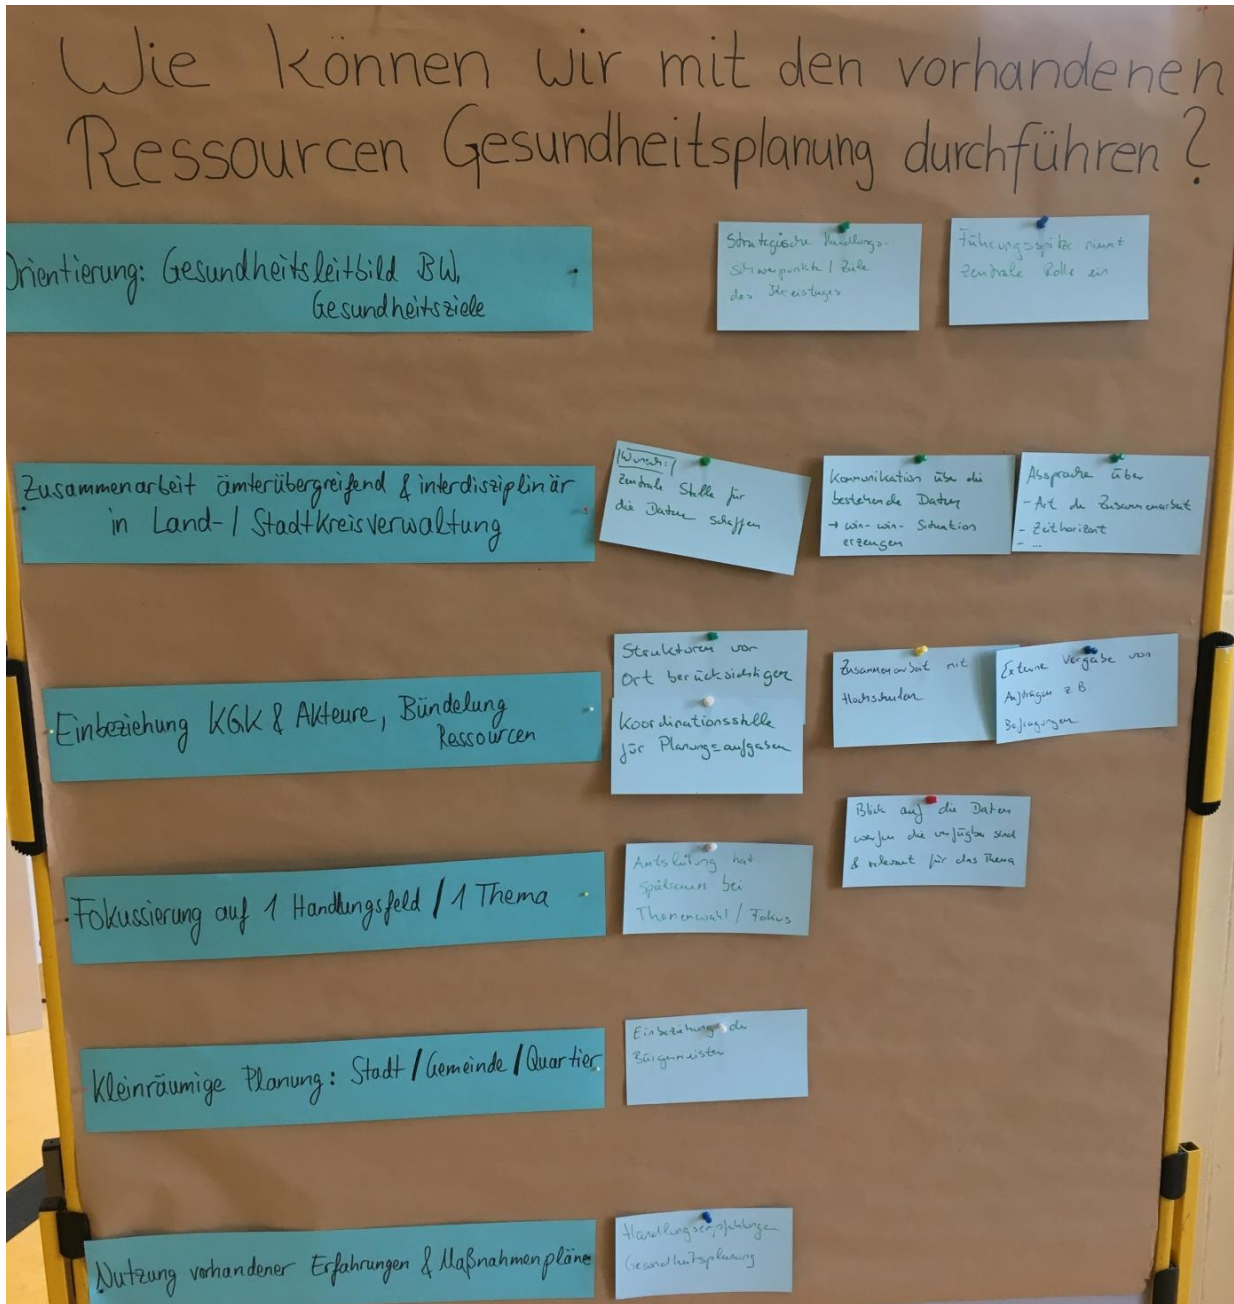 Wie können wir mit den vorhandenen
Ressourcen Gesundheitsplanung durchführen?
Orientierung: Gesundheitsleitbild BW,
Gesundheitsziele
Strategische Handlungs-
schwerpunkte / Ziele
des Kreistages
Führungsspitze nimmt
zentrale Rolle ein
Zusammenarbeit ämterübergreifend & interdisziplinär
in Land-/Stadtkreisverwaltung
Wunsch:
Zentrale Stelle für
die Daten schaffen
Kommunikation über die
bestehende Daten
→ win-win-Situation
erzeugen
Absprache über
- Art der Zusammenarbeit
- Zeithorizont
- ...
Einbeziehung KGK & Akteure, Bündelung
Ressourcen
Strukturen vor
Ort berücksichtigen
Koordinationsstelle
für Planungsaufgaben
Zusammenarbeit mit
Hochschulen
Externe Vergabe von
Aufträgen z.B.
Befragungen
Blick auf die Daten
werfen die verfügbar sind
& relevant für das Thema
Fokussierung auf 1 Handlungsfeld / 1 Thema
Amtsleitung hat
bei
Themenwahl / Fokus
Kleinräumige Planung: Stadt / Gemeinde / Quartier
Einbeziehung der
Bürgermeister
Nutzung vorhandener Erfahrungen & Maßnahmenpläne
Handlungsempfehlungen
Gesundheitsplanung